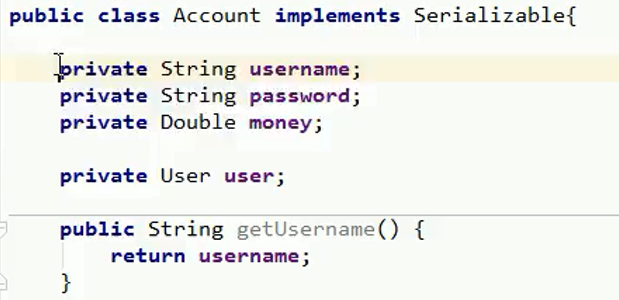 public class Account implements Serializable{
private String username;
private String password;
private Double money;
private User user;
public String getUsername() {
return username;
}